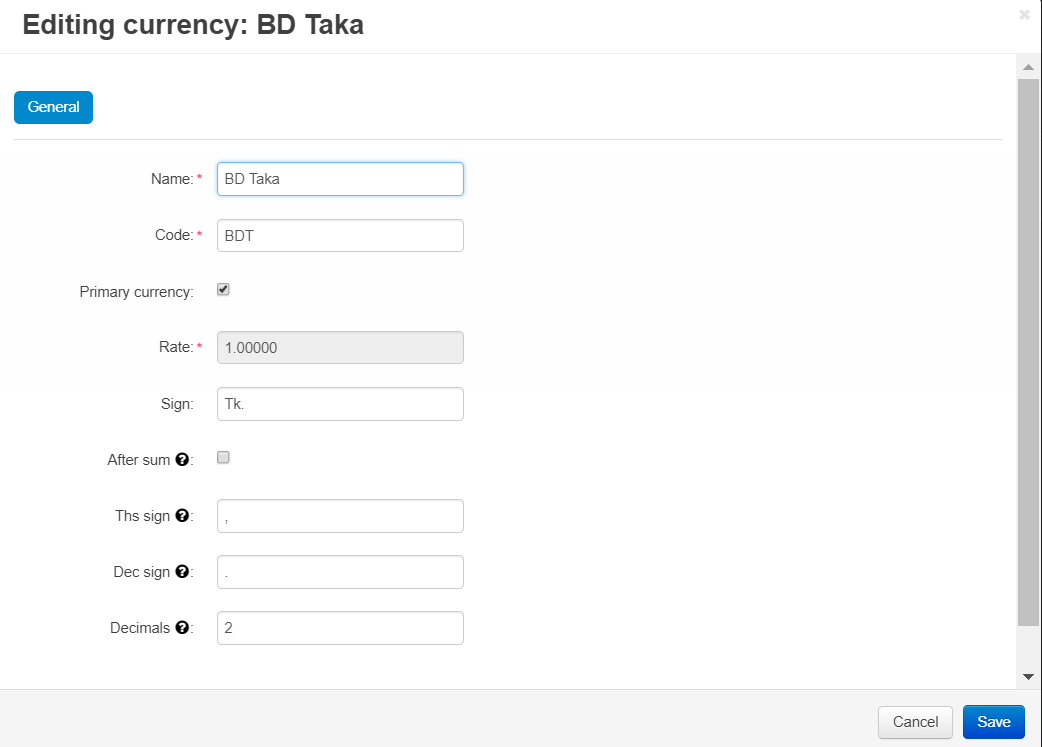 Editing currency: BD Taka
×
General
Name:* BD Taka
Code:* BDT
Primary currency:
Rate:* 1.00000
Sign: Tk.
After sum ?:
Ths sign ?: ,
Dec sign ?: .
Decimals ?: 2
Cancel Save